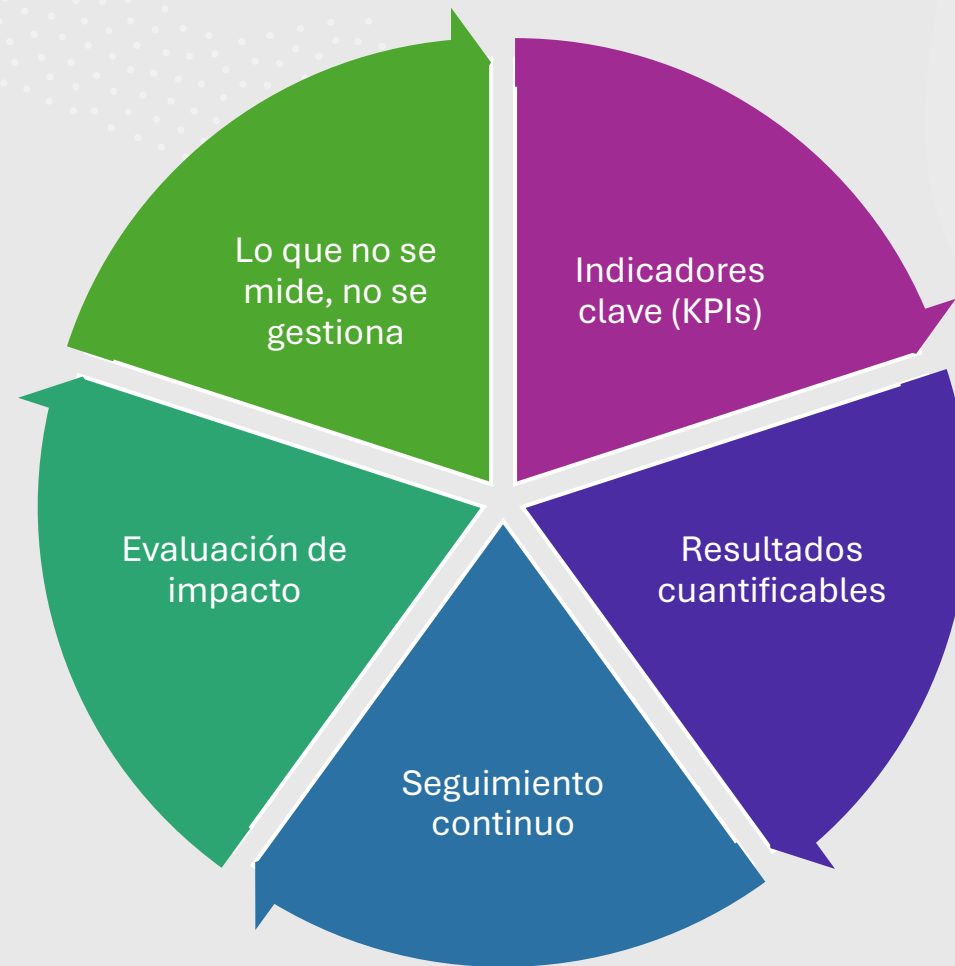 Lo que no se
mide, no se
gestiona
Indicadores
clave (KPIs)
Resultados
cuantificables
Seguimiento
continuo
Evaluación de
impacto